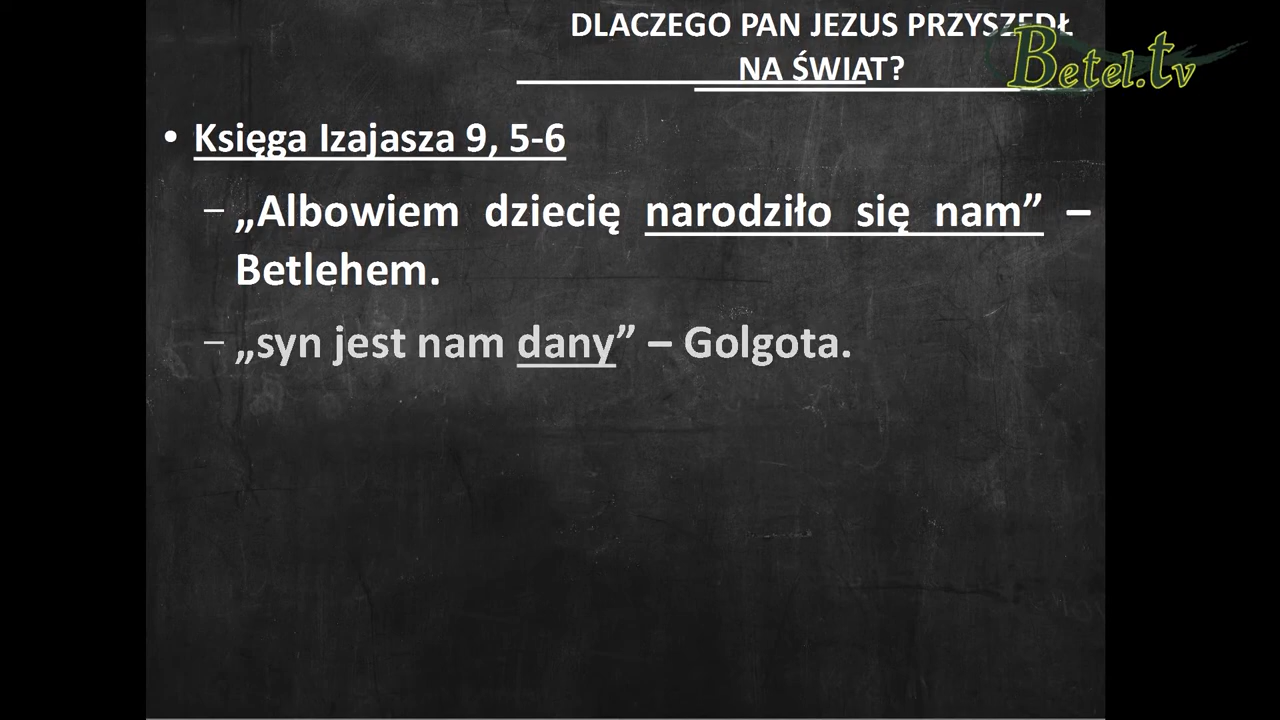 DLACZEGO PAN JEZUS PRZYSZEDŁ
NA ŚWIAT?
Betel.tv
• Księga Izajasza 9, 5-6
– „Albowiem dziecię narodziło się nam” –
Betlehem.
– „syn jest nam dany” – Golgota.